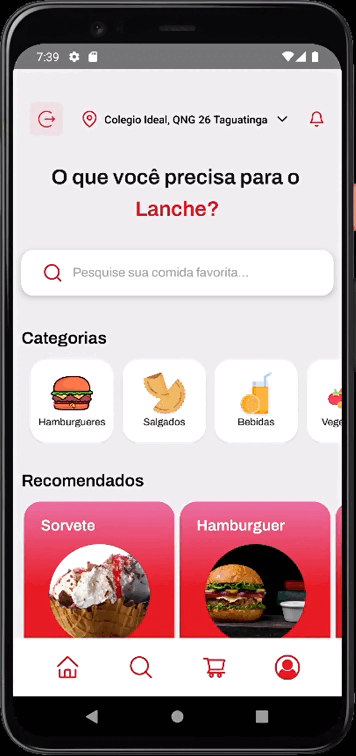 7:39
Colegio Ideal, QNG 26 Taguatinga
O que você precisa para o
Lanche?
Pesquise sua comida favorita...
Categorias
Hamburgueres Salgados Bebidas Vege
Recomendados
Sorvete Hamburguer